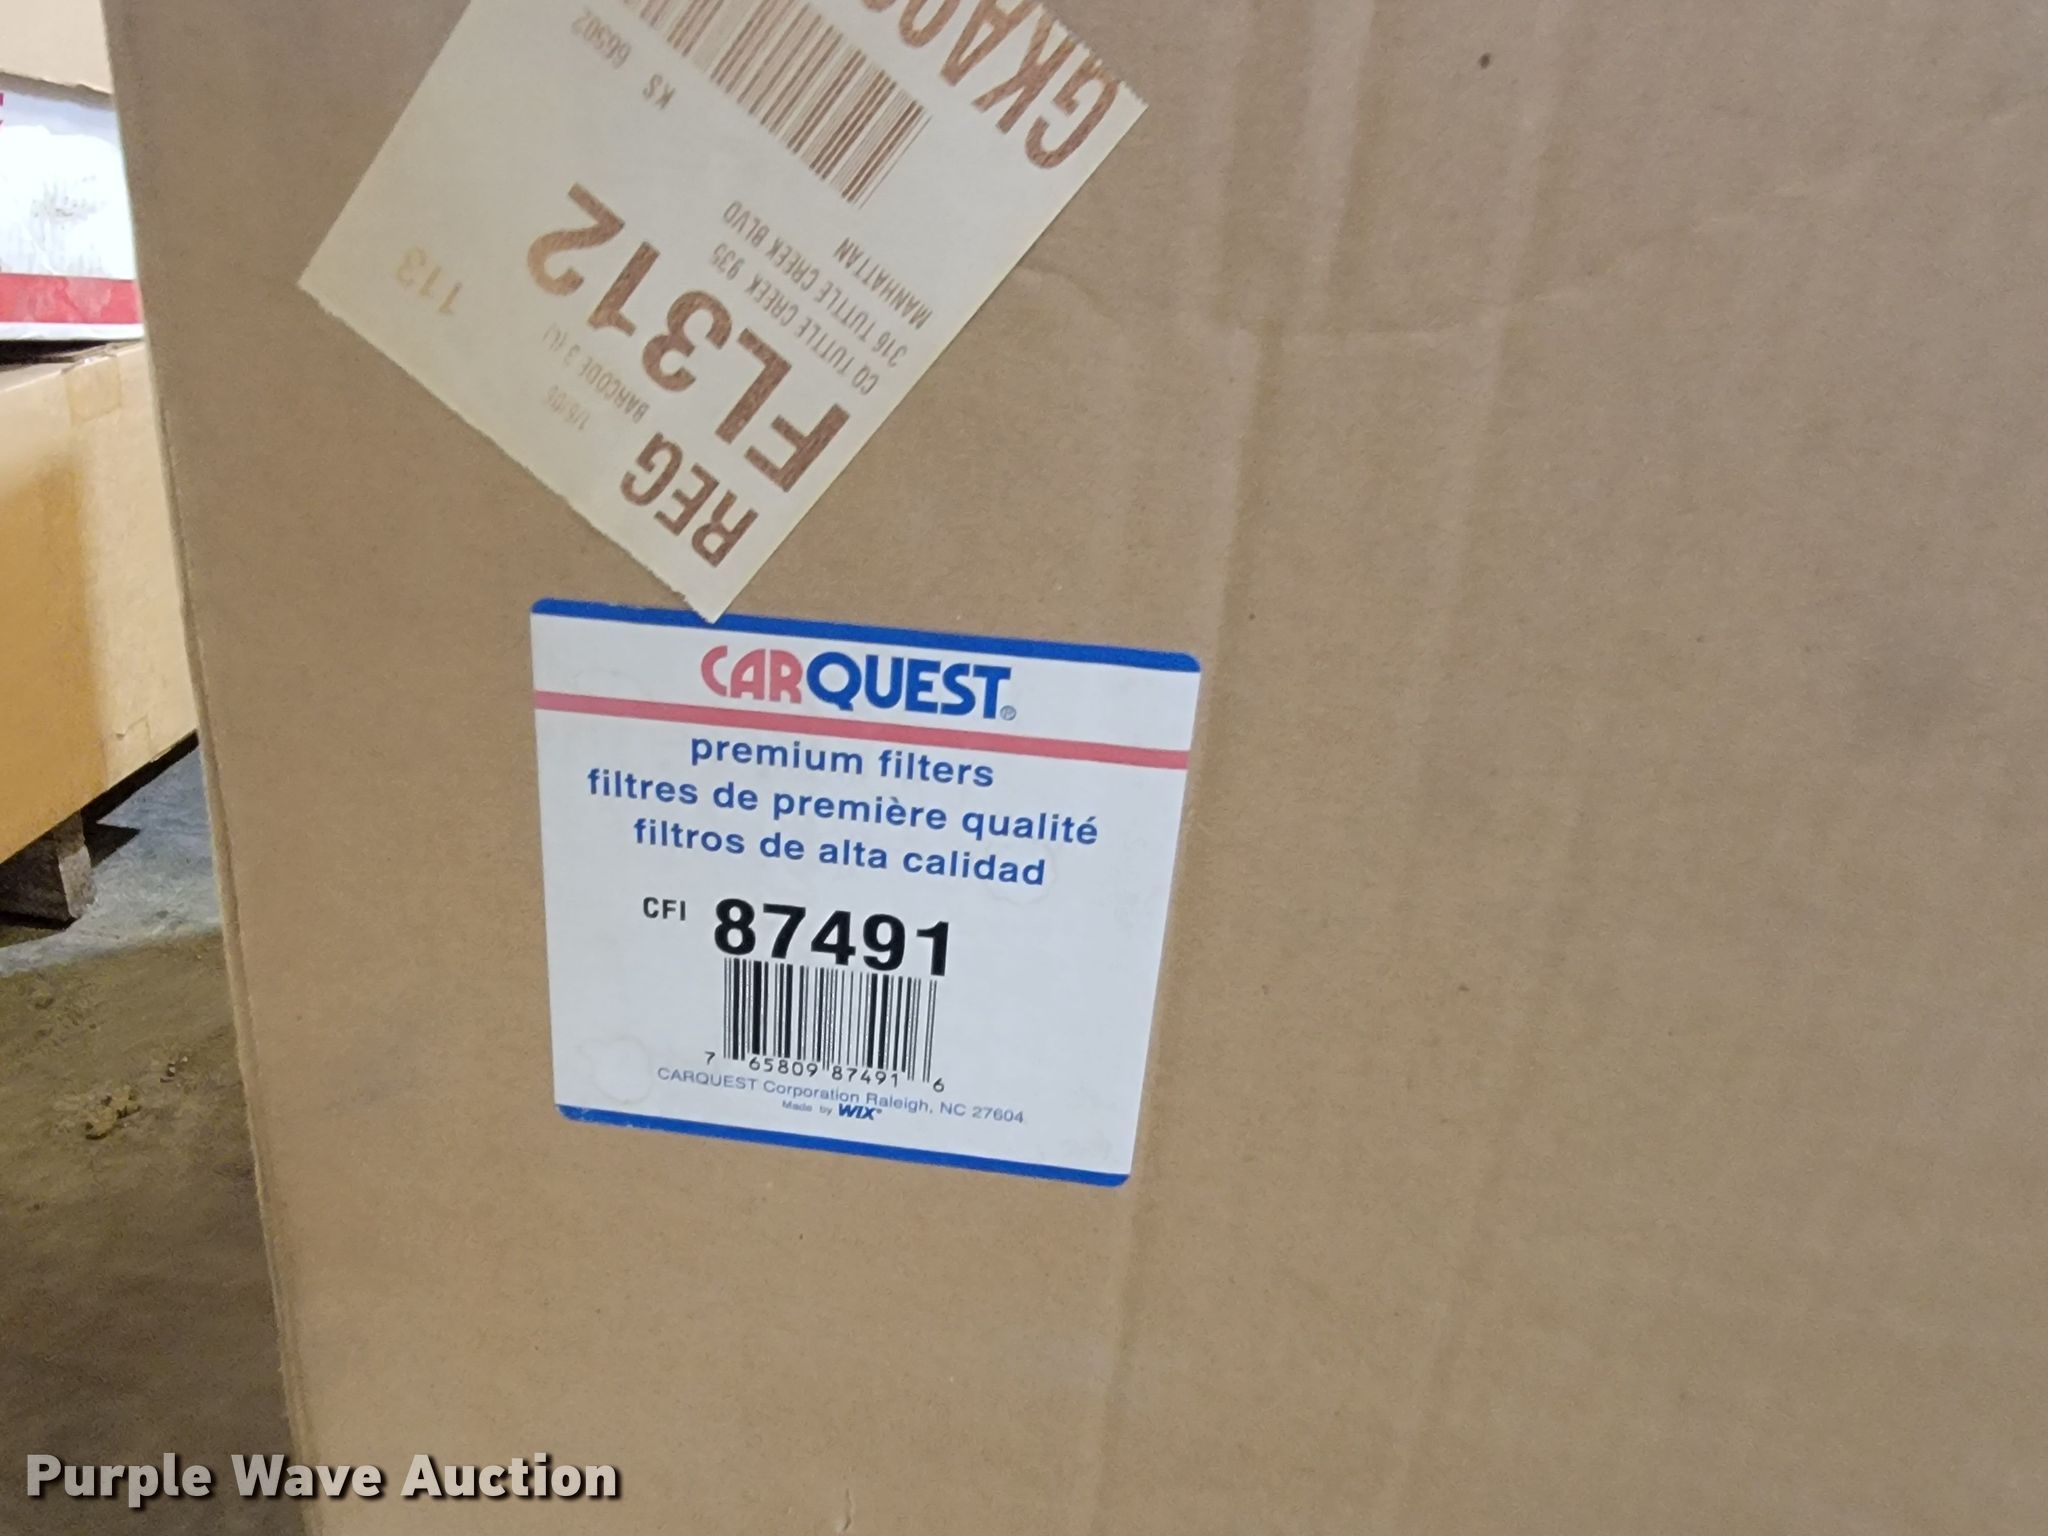 GKA0
66502
KS
MANHATTAN
316 TUTTLE CREEK BLVD
CQ TUTTLE CREEK 935
FL312
BARCODE 3 (L)
113
REG
CARQUEST®
premium filters
filtres de première qualité
filtros de alta calidad
CFI 87491
7 65809 87491 6
CARQUEST Corporation Raleigh, NC 27604
Made by WIX®
Purple Wave Auction